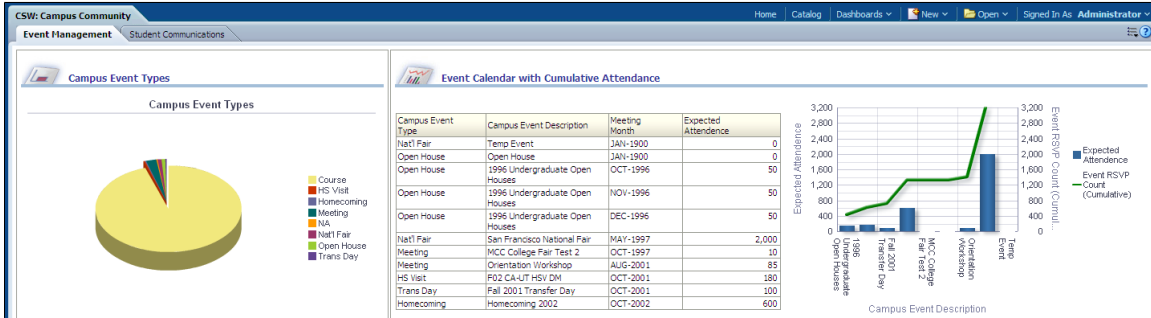 CSW: Campus Community
Home Catalog Dashboards New Open Signed In As Administrator
Event Management Student Communications
Campus Event Types
Campus Event Types
Course
HS Visit
Homecoming
Meeting
NA
Nat'l Fair
Open House
Trans Day
Event Calendar with Cumulative Attendance
Campus Event Type Campus Event Description Meeting Month Expected Attendence
Nat'l Fair Temp Event JAN-1900 0
Open House Open House JAN-1900 0
Open House 1996 Undergraduate Open Houses OCT-1996 50
Open House 1996 Undergraduate Open Houses NOV-1996 50
Open House 1996 Undergraduate Open Houses DEC-1996 50
Nat'l Fair San Francisco National Fair MAY-1997 2,000
Meeting MCC College Fair Test 2 OCT-1997 10
Meeting Orientation Workshop AUG-2001 85
HS Visit F02 CA-UT HSV DM OCT-2001 180
Trans Day Fall 2001 Transfer Day OCT-2001 100
Homecoming Homecoming 2002 OCT-2002 600
Expected Attendence
3,200
2,800
2,400
2,000
1,600
1,200
800
400
0
3,200
2,800
2,400
2,000
1,600
1,200
800
400
0
Event RSVP Count (Cumul...
1996 Undergraduate Open Houses
Fall 2001 Transfer Day
MCC College Fair Test 2
Orientation Workshop
Temp Event
Campus Event Description
Expected Attendence
Event RSVP Count (Cumulative)